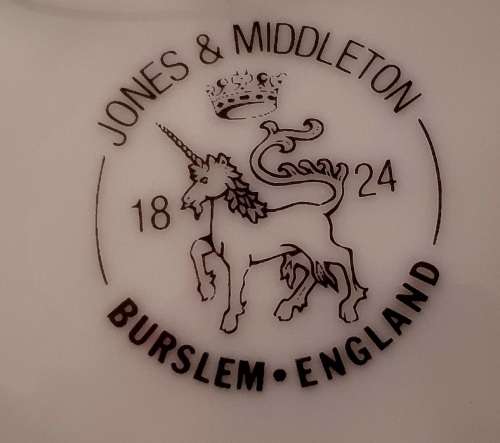 JONES & MIDDLETON
18 24
BURSLEM • ENGLAND